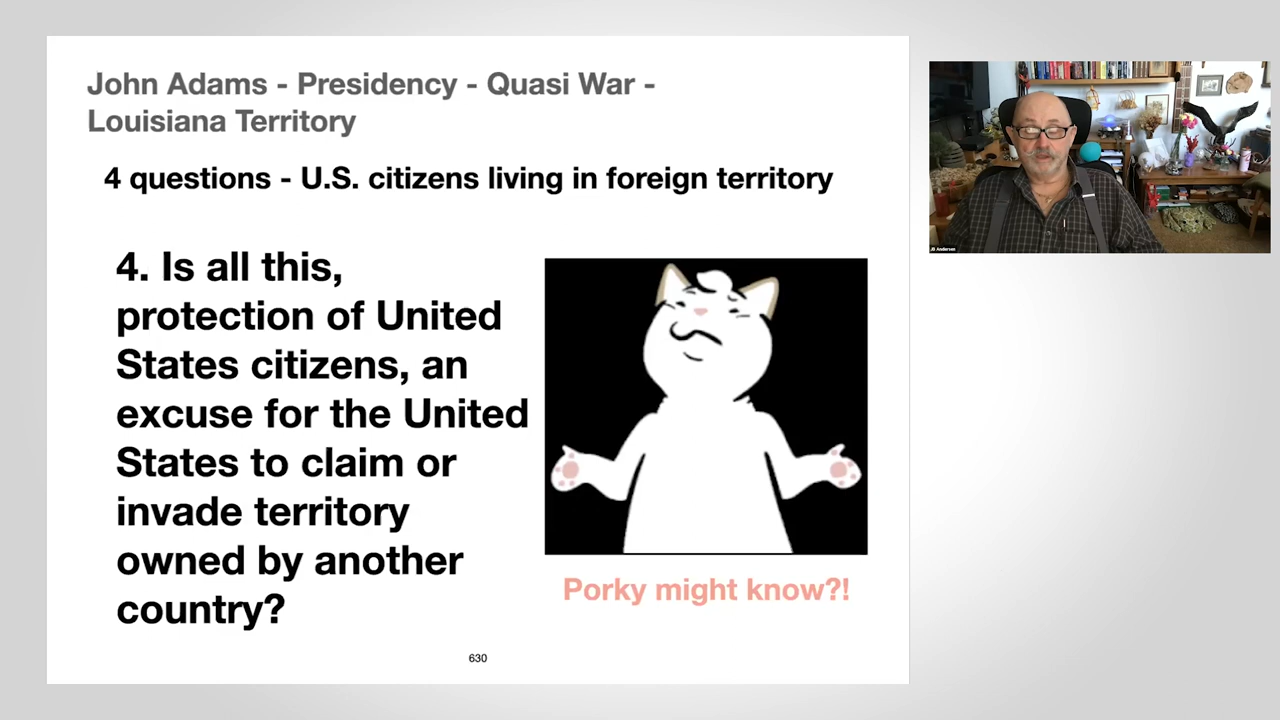 John Adams - Presidency - Quasi War -
Louisiana Territory
4 questions - U.S. citizens living in foreign territory
4. Is all this,
protection of United
States citizens, an
excuse for the United
States to claim or
invade territory
owned by another
country?
Porky might know?!
630
JB Andersen